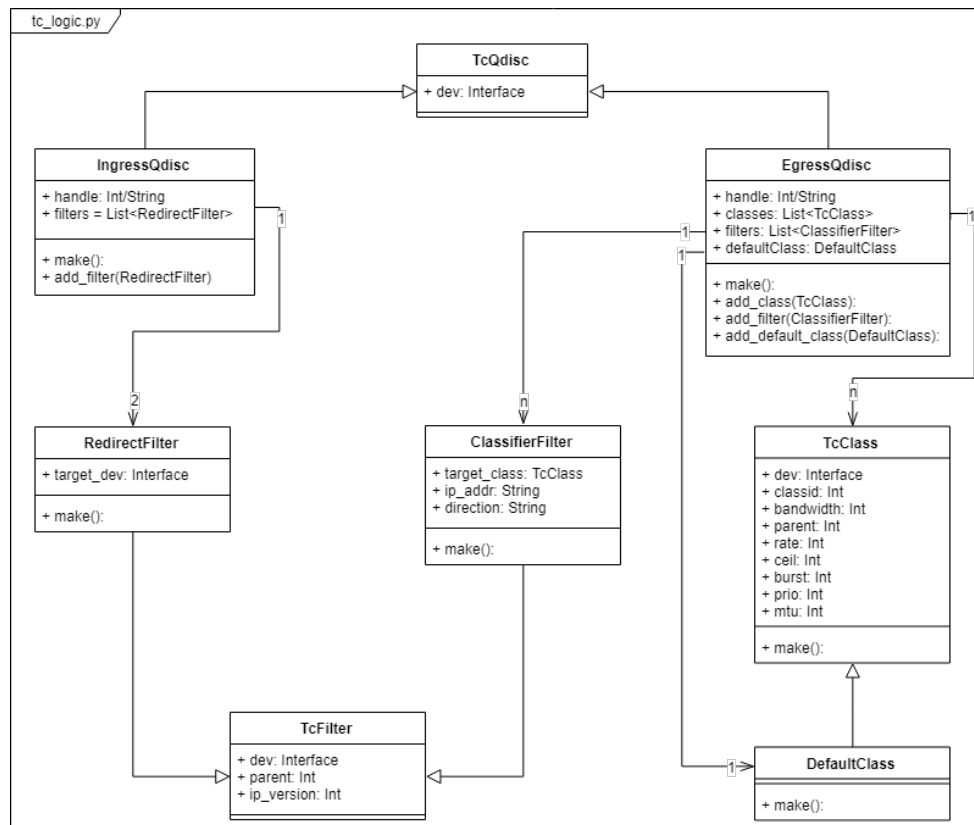 tc_logic.py
TcQdisc
+ dev: Interface
IngressQdisc
+ handle: Int/String
+ filters = List<RedirectFilter>
+ make():
+ add_filter(RedirectFilter)
1
EgressQdisc
+ handle: Int/String
+ classes: List<TcClass>
+ filters: List<ClassifierFilter>
+ defaultClass: DefaultClass
+ make():
+ add_class(TcClass):
+ add_filter(ClassifierFilter):
+ add_default_class(DefaultClass):
1
1
1
2
n
n
RedirectFilter
+ target_dev: Interface
+ make():
ClassifierFilter
+ target_class: TcClass
+ ip_addr: String
+ direction: String
+ make():
TcClass
+ dev: Interface
+ classid: Int
+ bandwidth: Int
+ parent: Int
+ rate: Int
+ ceil: Int
+ burst: Int
+ prio: Int
+ mtu: Int
+ make():
TcFilter
+ dev: Interface
+ parent: Int
+ ip_version: Int
1
DefaultClass
+ make():